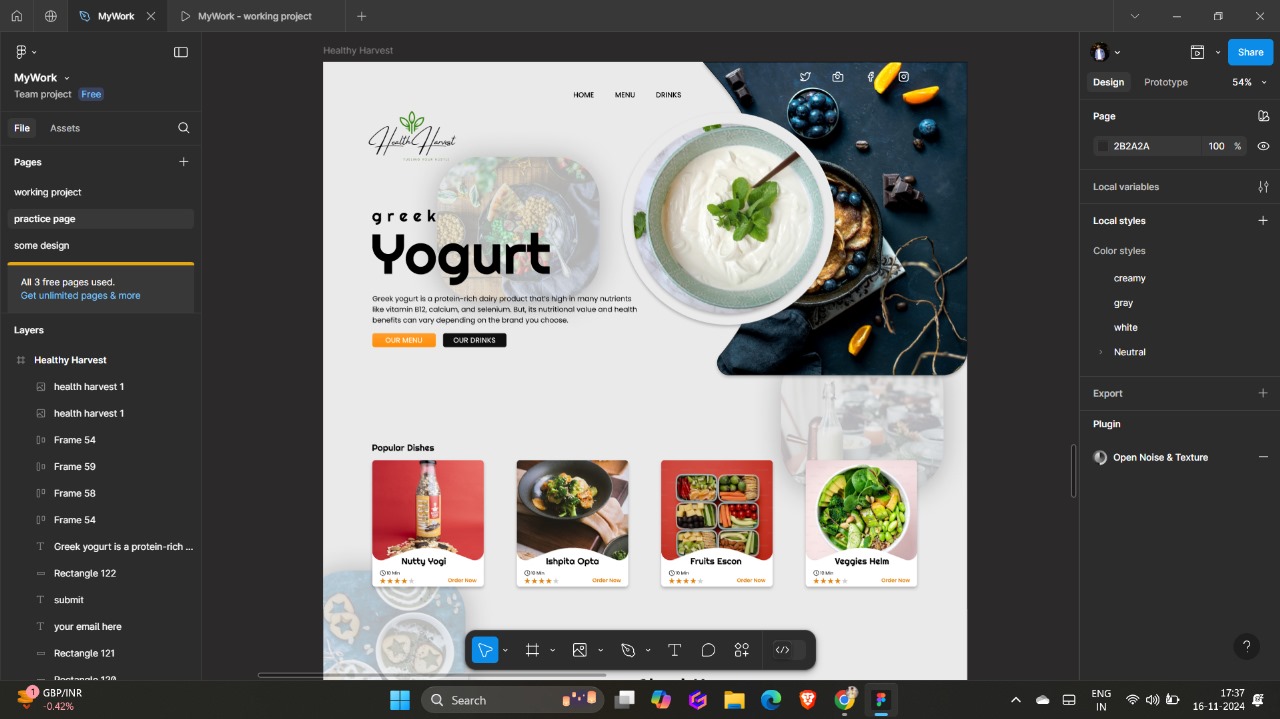 MyWork
MyWork - working project
MyWork
Team project Free
File
Assets
Pages
working project
practice page
some design
All 3 free pages used.
Get unlimited pages & more
Layers
Healthy Harvest
health harvest 1
health harvest 1
Frame 54
Frame 59
Frame 58
Frame 54
Greek yogurt is a protein-rich ...
Rectangle 122
submit
your email here
Rectangle 121
Rectangle 120
Healthy Harvest
HOME MENU DRINKS
Health Harvest
greek
Yogurt
Greek yogurt is a protein-rich dairy product that's high in many nutrients
like vitamin B12, calcium, and selenium. But, its nutritional value and health
benefits can vary depending on the brand you choose.
OUR MENU OUR DRINKS
Popular Dishes
Nutty Yogi
10 Min
Order Now
Ishpita Opta
10 Min
Order Now
Fruits Escon
10 Min
Order Now
Veggies Helm
10 Min
Order Now
Share
Design Prototype 54%
Page
2B2A2A 100 %
Local variables
Local styles
Color styles
creamy
gray
white
Neutral
Export
Plugin
Open Noise & Texture
?
1
GBP/INR
-0.42%
Search
ENG
IN
17:37
16-11-2024